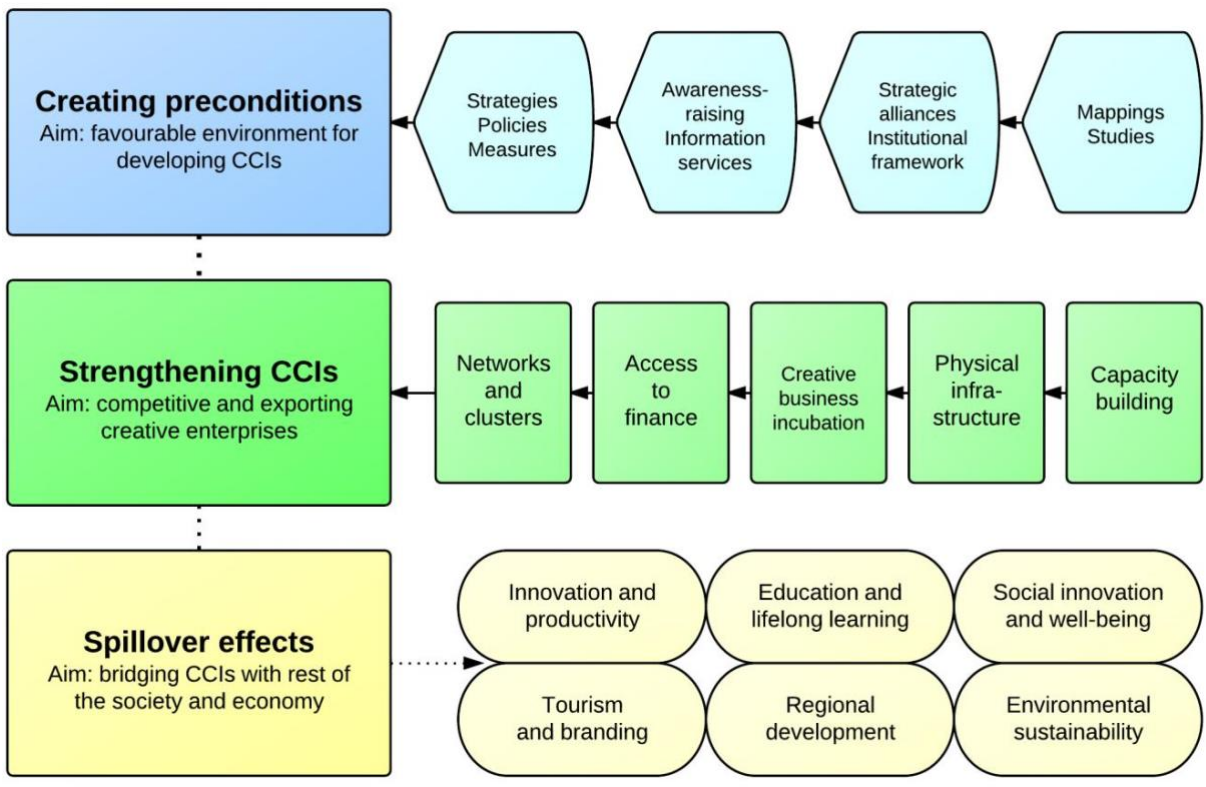 Creating preconditions
Aim: favourable environment for
developing CCIs
Strategies
Policies
Measures
Awareness-
raising
Information
services
Strategic
alliances
Institutional
framework
Mappings
Studies
Strengthening CCIs
Aim: competitive and exporting
creative enterprises
Networks
and
clusters
Access
to
finance
Creative
business
incubation
Physical
infra-
structure
Capacity
building
Spillover effects
Aim: bridging CCIs with rest of
the society and economy
Innovation and
productivity
Education and
lifelong learning
Social innovation
and well-being
Tourism
and branding
Regional
development
Environmental
sustainability